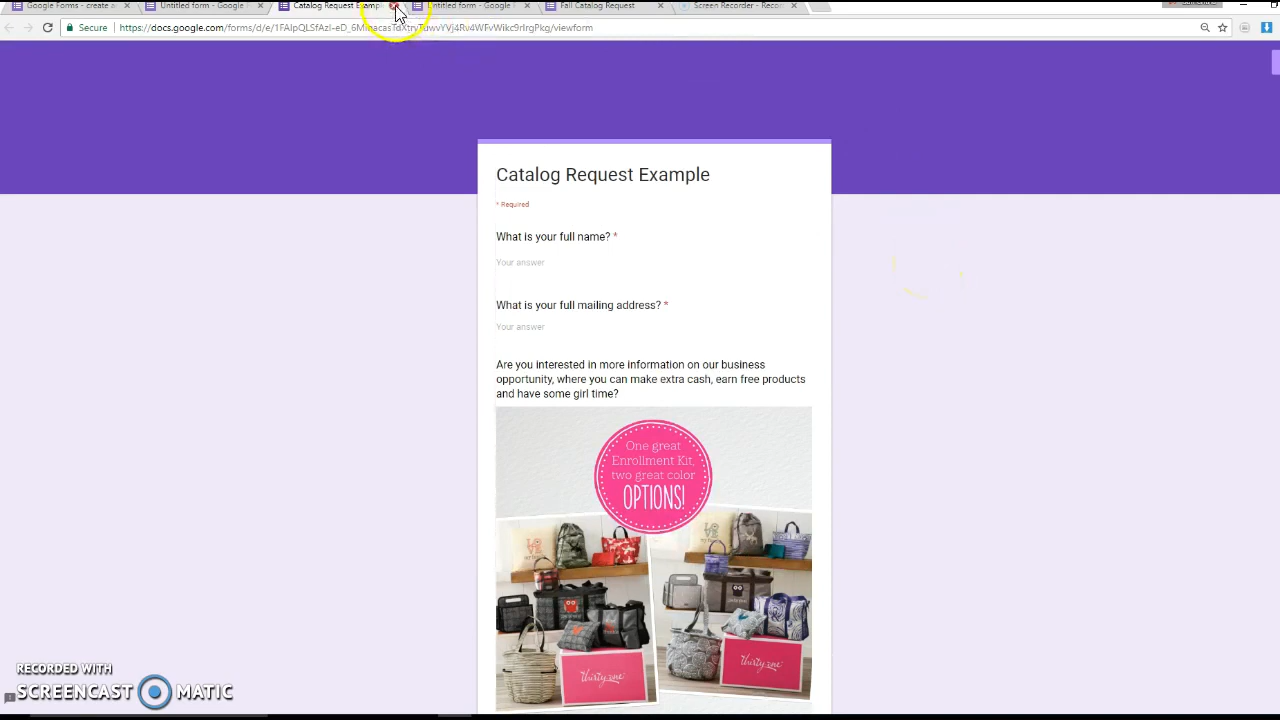 Google Forms - create a
Untitled form - Google F
Catalog Request Exampl
Untitled form - Google F
Fall Catalog Request
Screen Recorder - Reco
Secure
* Required
Catalog Request Example
* Required
What is your full name? *
Your answer
What is your full mailing address? *
Your answer
Are you interested in more information on our business
opportunity, where you can make extra cash, earn free products
and have some girl time?
One great
Enrollment Kit,
two great color
OPTIONS!
LOVE
LOVE
thirty-one
thirty-one
RECORDED WITH
SCREENCAST MATIC